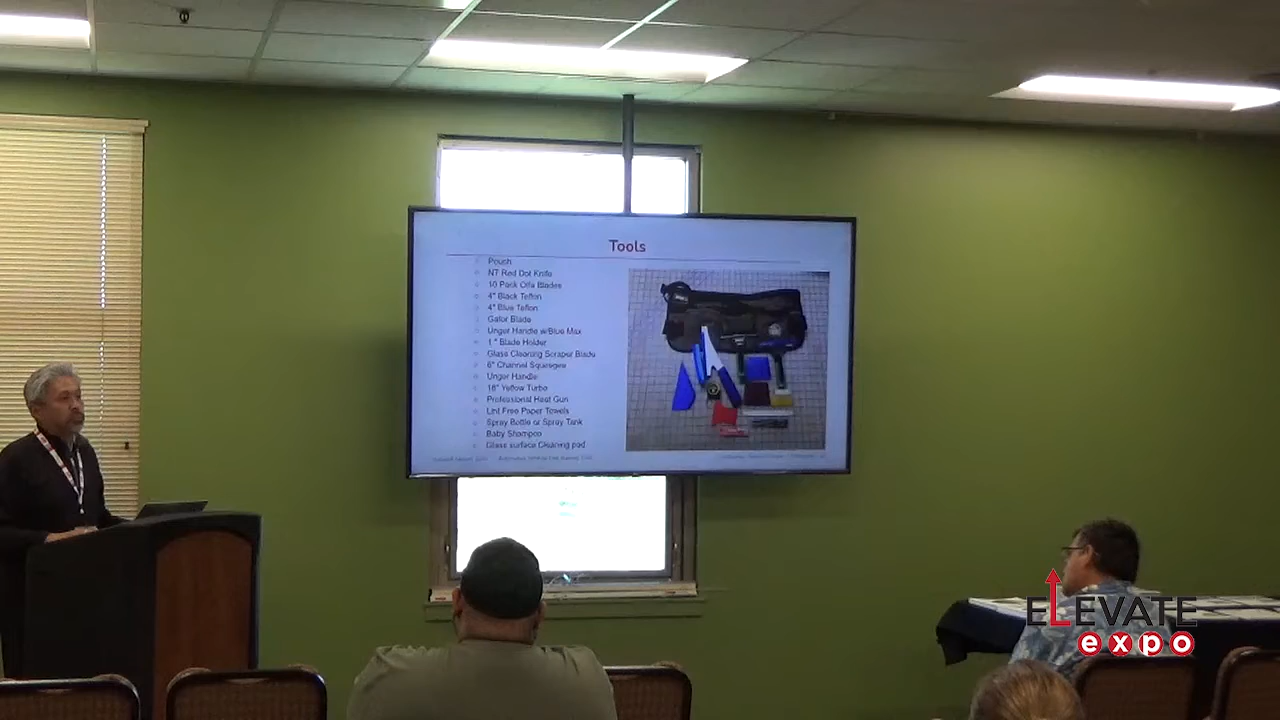 Tools
Poush
NT Red Dot Knife
10 Pack Olfa Blades
4" Black Teflon
4" Blue Teflon
Gator Blade
Unger Handle w/Blue Max
1 " Blade Holder
Glass Cleaning Scraper Blade
6" Channel Squeegee
Unger Handle
18" Yellow Turbo
Professional Heat Gun
Lint Free Paper Towels
Spray Bottle or Spray Tank
Baby Shampoo
Glass surface Cleaning pad
ELEVATE
expo